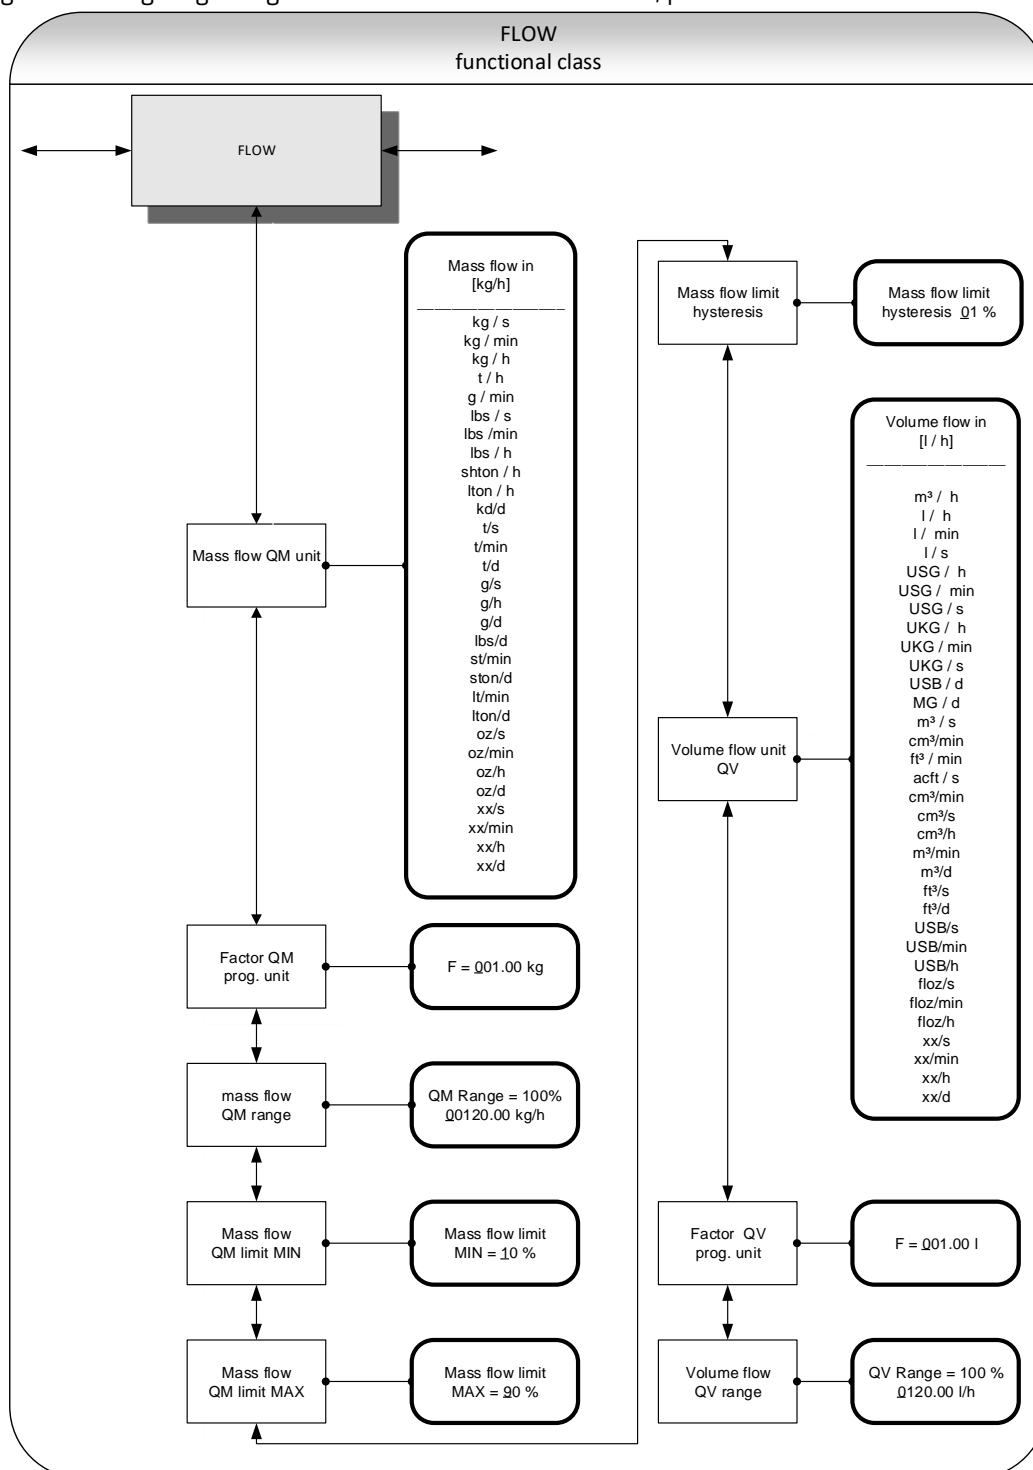 FLOW
functional class
FLOW
Mass flow in
[kg/h]
kg / s
kg / min
kg / h
t / h
g / min
lbs / s
lbs /min
lbs / h
shton / h
lton / h
kd/d
t/s
t/min
t/d
g/s
g/h
g/d
lbs/d
st/min
ston/d
lt/min
lton/d
oz/s
oz/min
oz/h
oz/d
xx/s
xx/min
xx/h
xx/d
Mass flow QM unit
Factor QM
prog. unit
F = 001.00 kg
mass flow
QM range
QM Range = 100%
00120.00 kg/h
Mass flow
QM limit MIN
Mass flow limit
MIN = 10 %
Mass flow
QM limit MAX
Mass flow limit
MAX = 90 %
Mass flow limit
hysteresis
Mass flow limit
hysteresis 01 %
Volume flow in
[l / h]
m³ / h
l / h
l / min
l / s
USG / h
USG / min
USG / s
UKG / h
UKG / min
UKG / s
USB / d
MG / d
m³ / s
cm³/min
ft³ / min
acft / s
cm³/min
cm³/s
cm³/h
m³/min
m³/d
ft³/s
ft³/d
USB/s
USB/min
USB/h
floz/s
floz/min
floz/h
xx/s
xx/min
xx/h
xx/d
Volume flow unit
QV
Factor QV
prog. unit
F = 001.00 l
Volume flow
QV range
QV Range = 100 %
0120.00 l/h